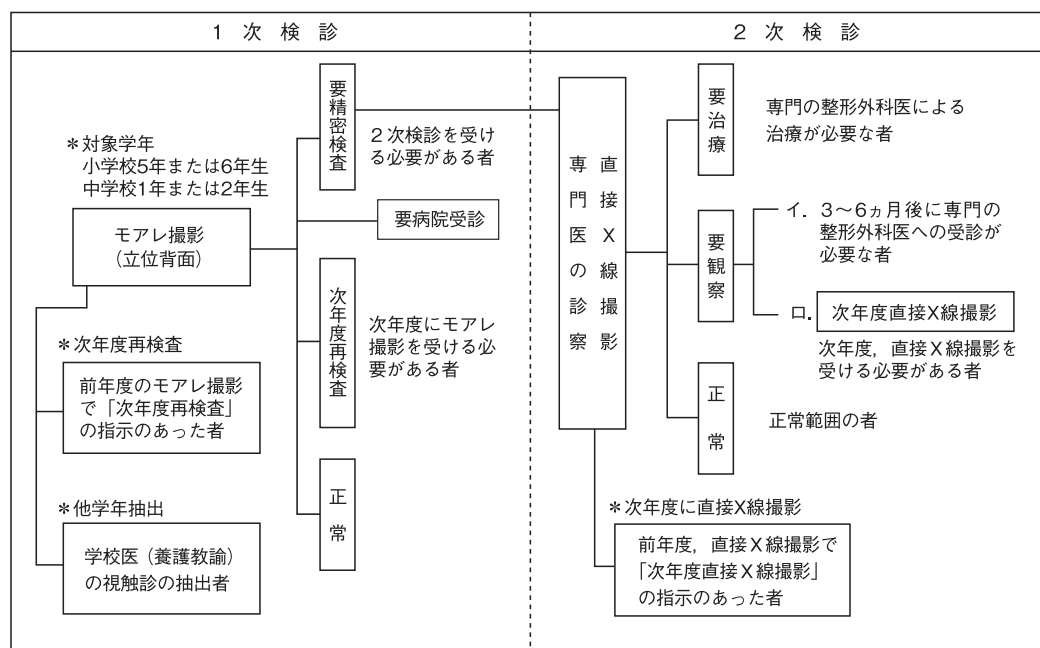 1次検診
2次検診
*対象学年
小学校5年または6年生
中学校1年または2年生
モアレ撮影
(立位背面)
*次年度再検査
前年度のモアレ撮影
で「次年度再検査」
の指示のあった者
*他学年抽出
学校医(養護教諭)
の視触診の抽出者
要精密検査
2次検診を受け
る必要がある者
要病院受診
次年度再検査
次年度にモアレ
撮影を受ける必
要がある者
正常
直接X線撮影
専門医の診察
*次年度に直接X線撮影
前年度,直接X線撮影で
「次年度直接X線撮影」
の指示のあった者
要治療
専門の整形外科医による
治療が必要な者
要観察
イ.3〜6ヵ月後に専門の
整形外科医への受診が
必要な者
ロ.次年度直接X線撮影
次年度,直接X線撮影を
受ける必要がある者
正常
正常範囲の者